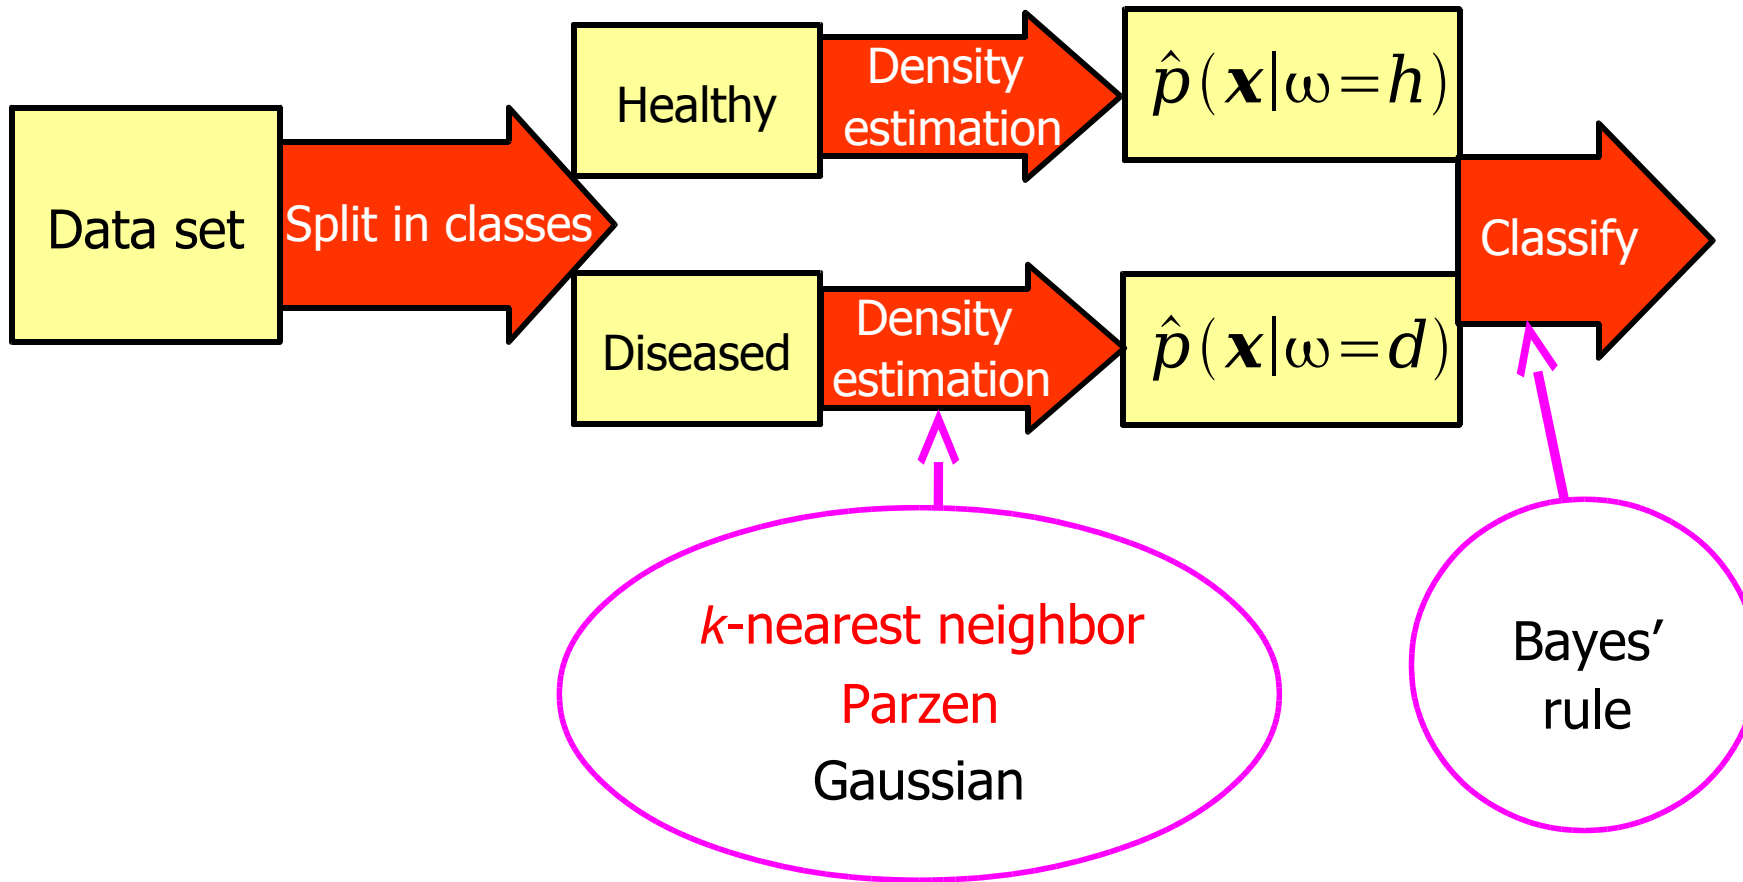 Data set
Split in classes
Healthy
Density
estimation
p̂(x|ω=h)
Diseased
Density
estimation
p̂(x|ω=d)
Classify
k-nearest neighbor
Parzen
Gaussian
Bayes’
rule